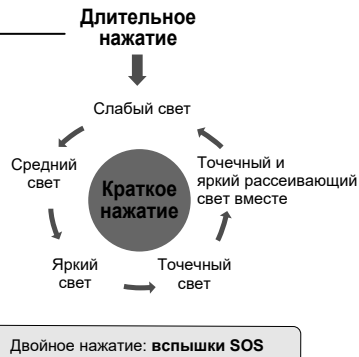 Длительное
нажатие
Слабый свет
Средний
свет
Краткое
нажатие
Точечный и
яркий рассеивающий
свет вместе
Яркий
свет
Точечный
свет
Двойное нажатие: вспышки SOS